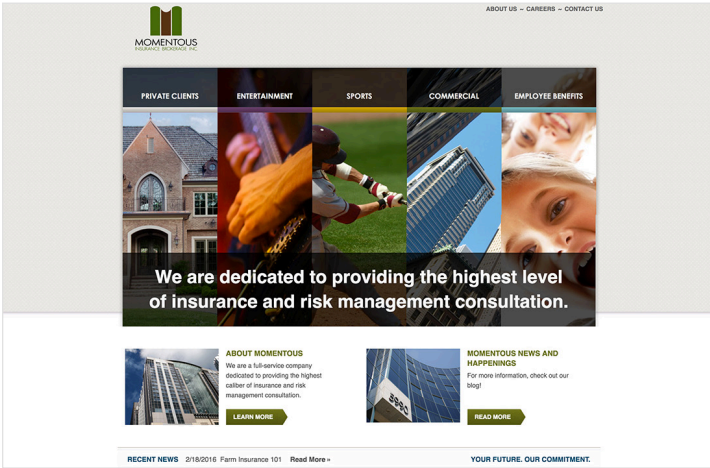 ABOUT US ~ CAREERS ~ CONTACT US
MOMENTOUS
INSURANCE BROKERAGE INC
PRIVATE CLIENTS
ENTERTAINMENT
SPORTS
COMMERCIAL
EMPLOYEE BENEFITS
We are dedicated to providing the highest level
of insurance and risk management consultation.
ABOUT MOMENTOUS
We are a full-service company
dedicated to providing the highest
caliber of insurance and risk
management consultation.
LEARN MORE
MOMENTOUS NEWS AND
HAPPENINGS
For more information, check out our
blog!
READ MORE
3990
RECENT NEWS 2/18/2016 Farm Insurance 101 Read More »
YOUR FUTURE. OUR COMMITMENT.